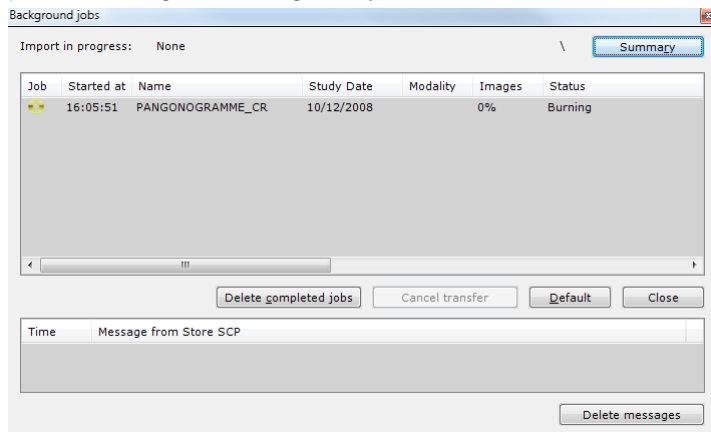 Background jobs
Import in progress: None \ Summary
Job Started at Name Study Date Modality Images Status
16:05:51 PANGONOGRAMME_CR 10/12/2008 0% Burning
Delete completed jobs Cancel transfer Default Close
Time Message from Store SCP
Delete messages